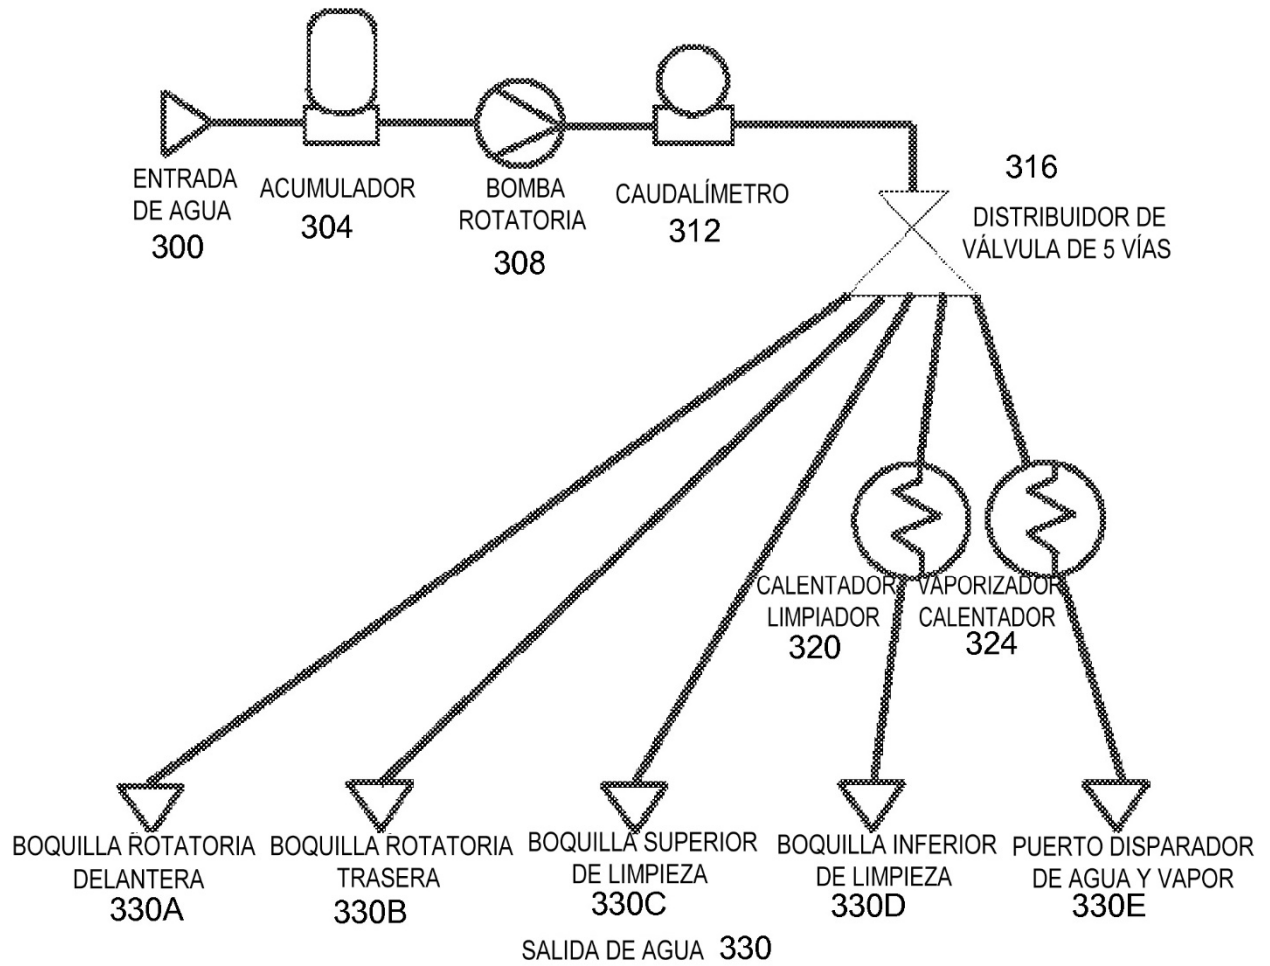 ENTRADA
DE AGUA
300
ACUMULADOR
304
BOMBA
ROTATORIA
308
CAUDALÍMETRO
312
316
DISTRIBUIDOR DE
VÁLVULA DE 5 VÍAS
CALENTADOR
LIMPIADOR
320
VAPORIZADOR
CALENTADOR
324
BOQUILLA ROTATORIA
DELANTERA
330A
BOQUILLA ROTATORIA
TRASERA
330B
BOQUILLA SUPERIOR
DE LIMPIEZA
330C
BOQUILLA INFERIOR
DE LIMPIEZA
330D
PUERTO DISPARADOR
DE AGUA Y VAPOR
330E
SALIDA DE AGUA 330